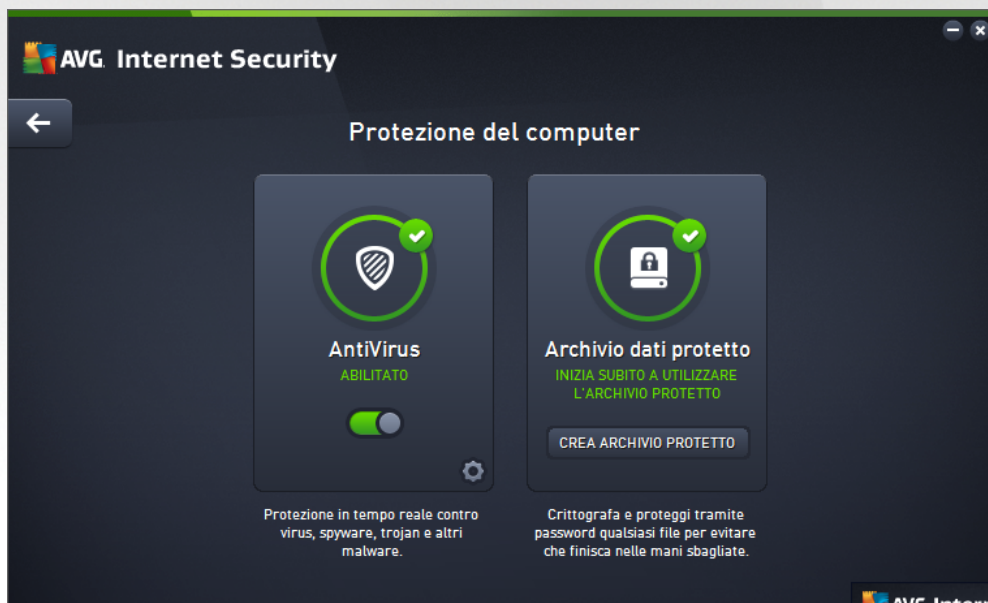 AVG Internet Security
Protezione del computer
AntiVirus
ABILITATO
Protezione in tempo reale contro
virus, spyware, trojan e altri
malware.
Archivio dati protetto
INIZIA SUBITO A UTILIZZARE
L'ARCHIVIO PROTETTO
CREA ARCHIVIO PROTETTO
Crittografa e proteggi tramite
password qualsiasi file per evitare
che finisca nelle mani sbagliate.
AVG